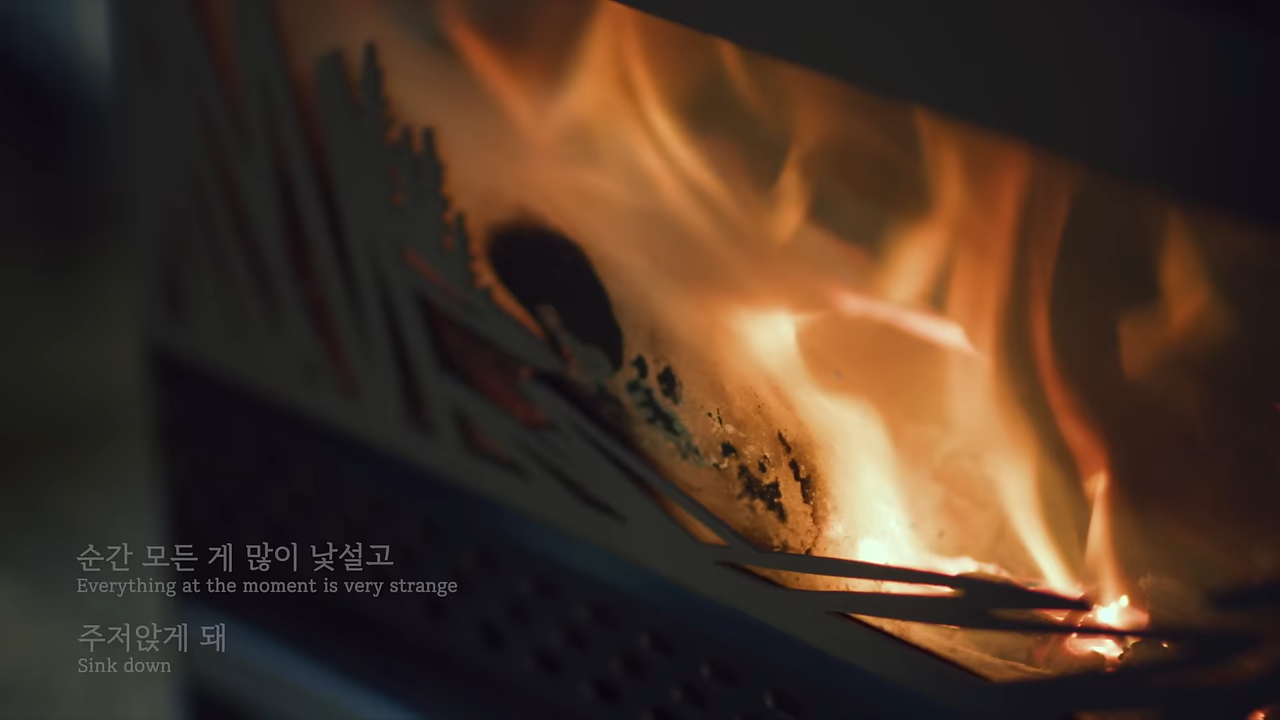 순간 모든 게 많이 낯설고
Everything at the moment is very strange
주저앉게 돼
Sink down